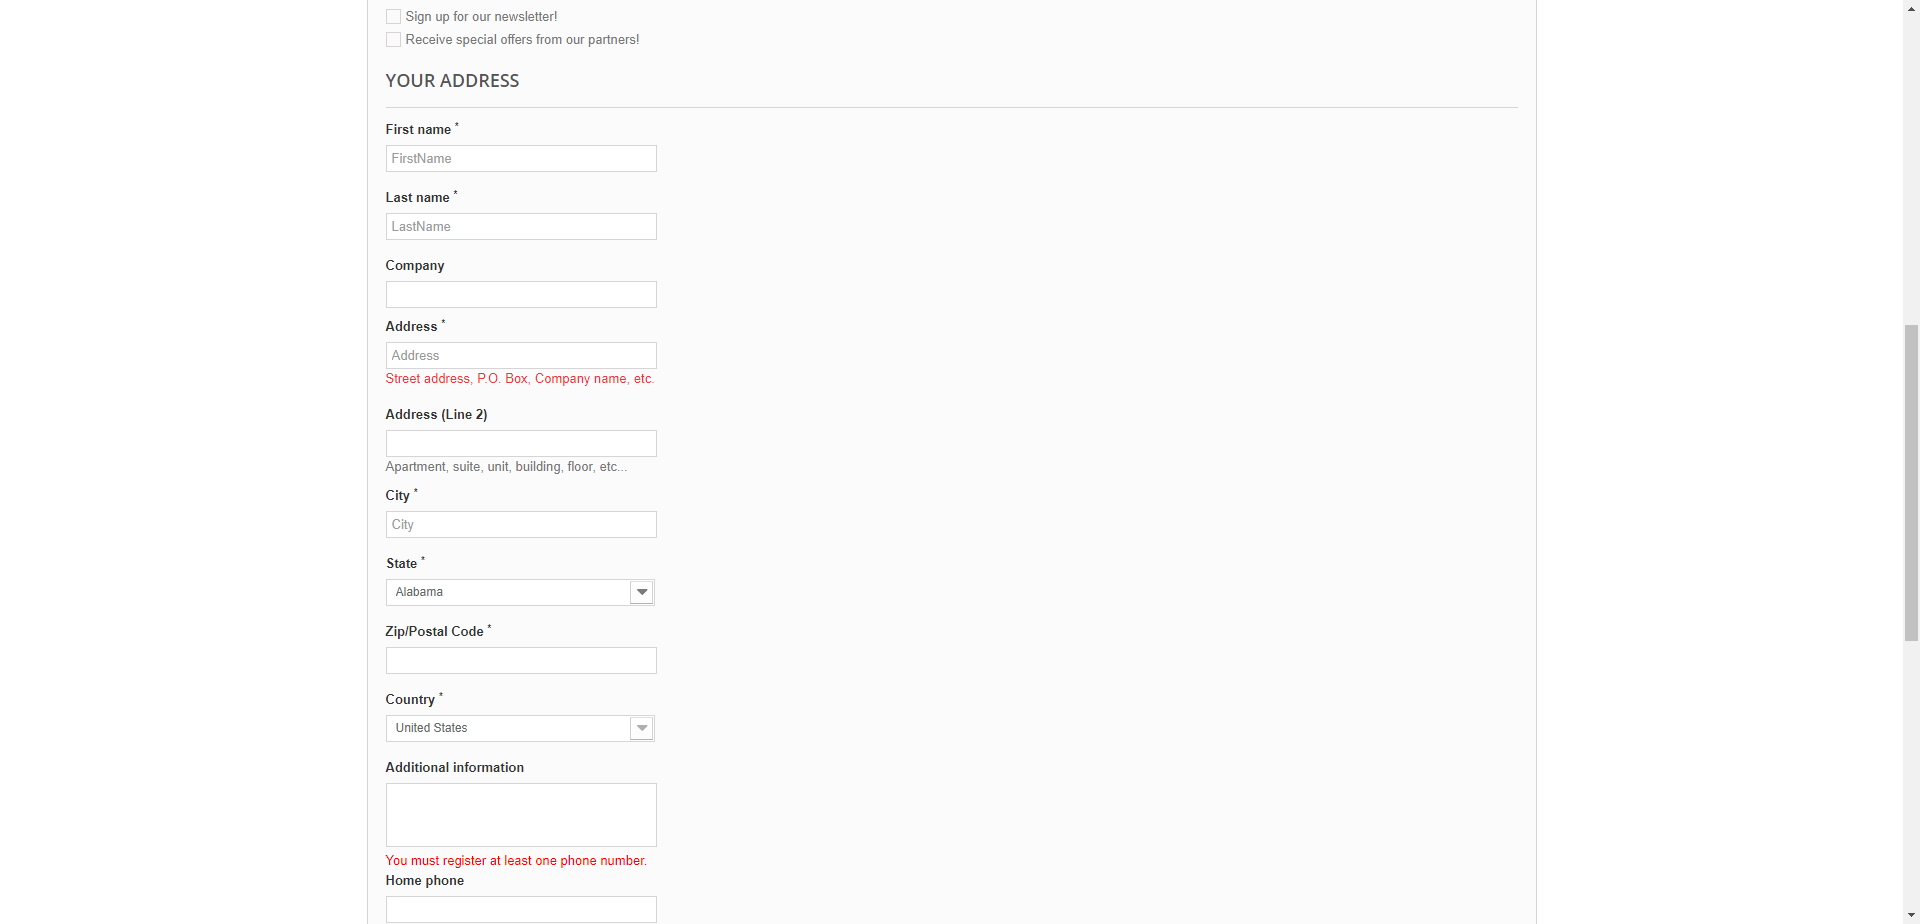 Sign up for our newsletter!
Receive special offers from our partners!
YOUR ADDRESS
First name *
FirstName
Last name *
LastName
Company
Address *
Address
Street address, P.O. Box, Company name, etc.
Address (Line 2)
Apartment, suite, unit, building, floor, etc...
City *
City
State *
Alabama
Zip/Postal Code *
Country *
United States
Additional information
You must register at least one phone number.
Home phone